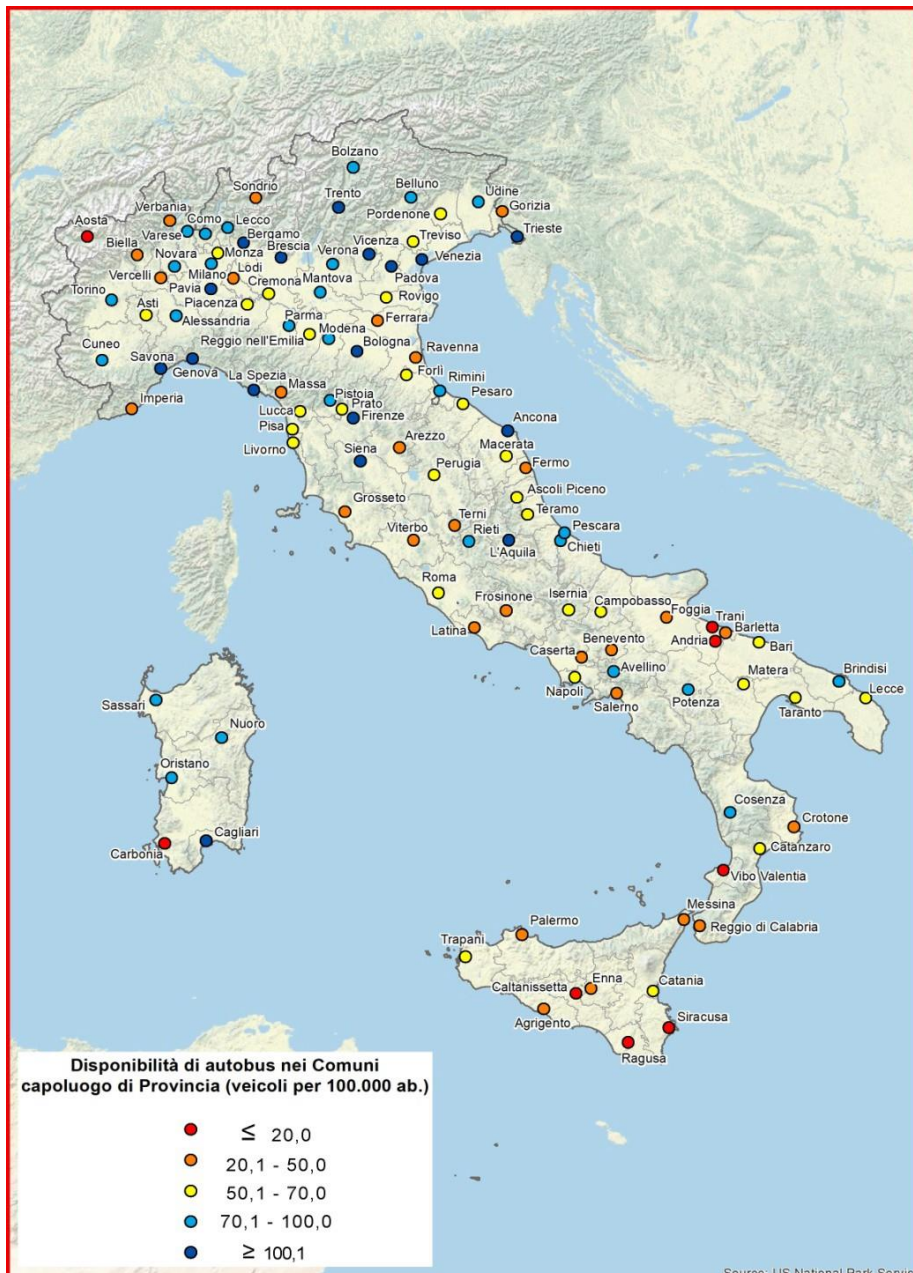 Bolzano
Sondrio
Trento
Belluno
Udine
Verbania
Pordenone
Gorizia
Aosta
Como
Lecco
Varese
Bergamo
Treviso
Trieste
Biella
Brescia
Verona
Vicenza
Novara
Monza
Venezia
Vercelli
Milano
Lodi
Mantova
Padova
Torino
Pavia
Cremona
Asti
Piacenza
Rovigo
Alessandria
Parma
Modena
Ferrara
Cuneo
Reggio nell'Emilia
Bologna
Ravenna
Savona
Genova
La Spezia
Massa
Forlì
Rimini
Imperia
Pistoia
Prato
Pesaro
Lucca
Firenze
Pisa
Ancona
Livorno
Siena
Arezzo
Macerata
Perugia
Fermo
Grosseto
Ascoli Piceno
Terni
Teramo
Viterbo
Rieti
Pescara
L'Aquila
Chieti
Roma
Frosinone
Isernia
Campobasso
Foggia
Trani
Latina
Barletta
Andria
Bari
Caserta
Benevento
Avellino
Matera
Brindisi
Napoli
Salerno
Potenza
Taranto
Lecce
Sassari
Nuoro
Oristano
Cosenza
Crotone
Cagliari
Carbonia
Catanzaro
Vibo Valentia
Messina
Palermo
Reggio di Calabria
Trapani
Enna
Catania
Caltanissetta
Agrigento
Siracusa
Ragusa
Disponibilità di autobus nei Comuni
capoluogo di Provincia (veicoli per 100.000 ab.)
≤ 20,0
20,1 - 50,0
50,1 - 70,0
70,1 - 100,0
≥ 100,1
Source: US National Park Service